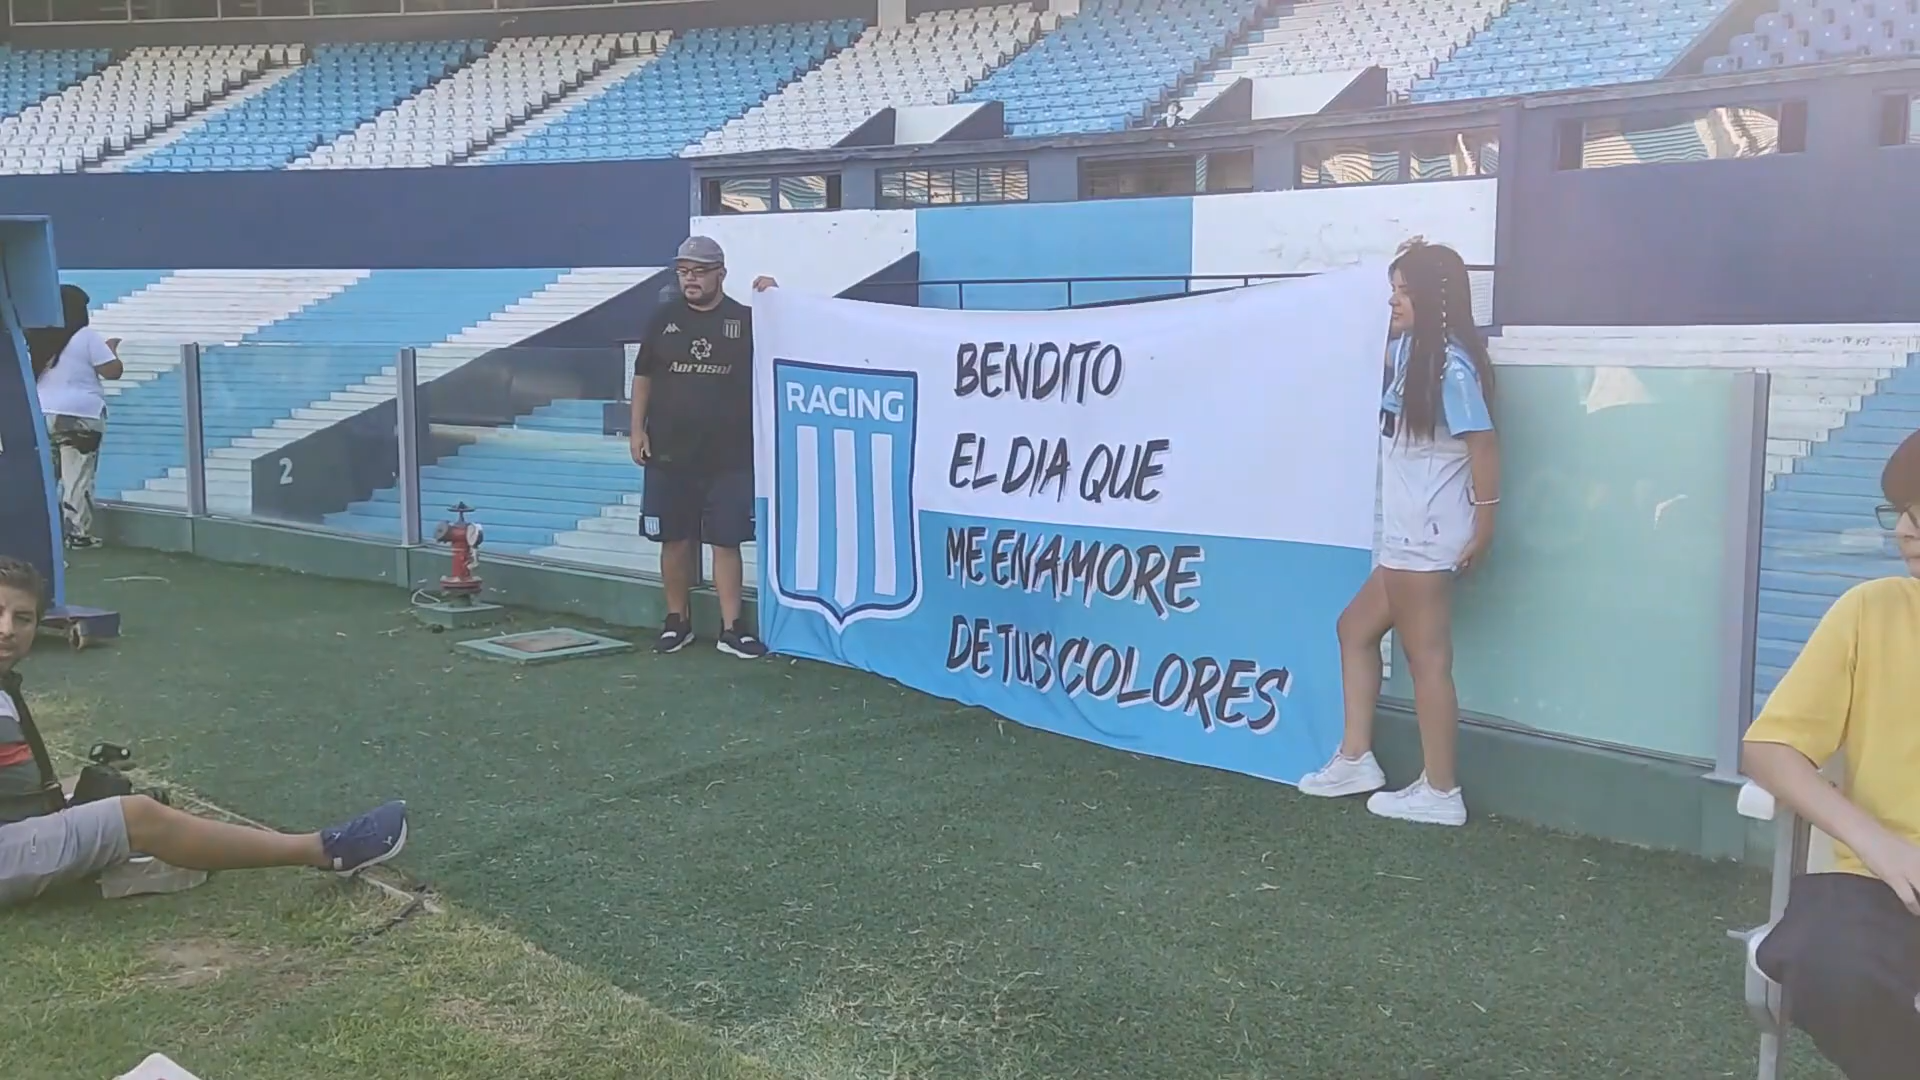 RACING
BENDITO
EL DIA QUE
ME ENAMORE
DE TUS COLORES
Aerosol
2